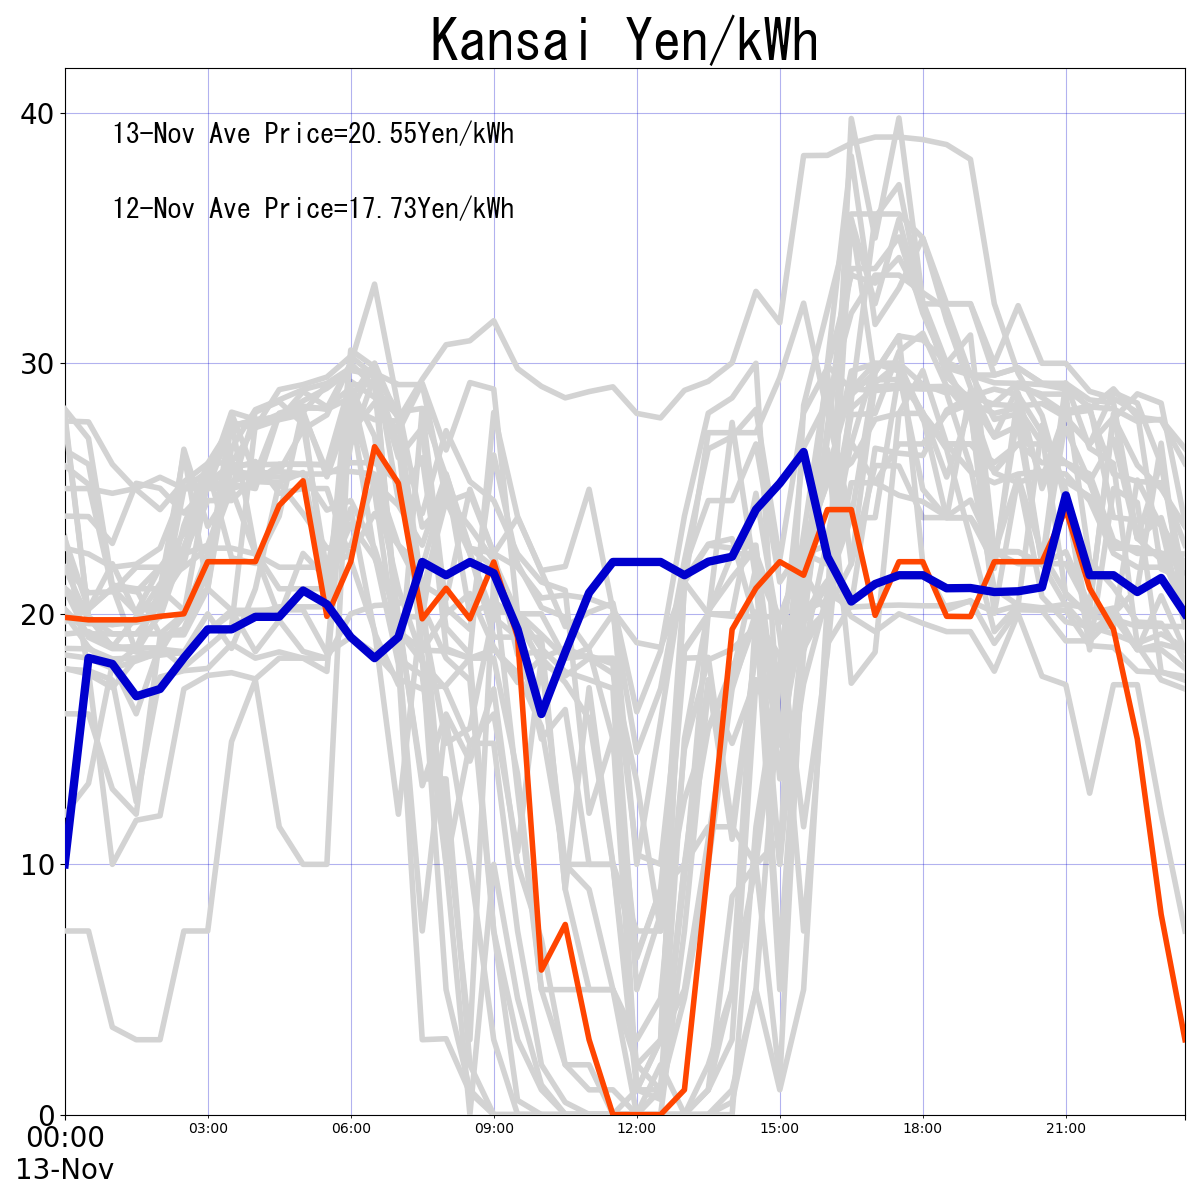 Kansai Yen/kWh
40
13-Nov Ave Price=20.55Yen/kWh
12-Nov Ave Price=17.73Yen/kWh
30
20
10
0
00:00 03:00 06:00 09:00 12:00 15:00 18:00 21:00
13-Nov